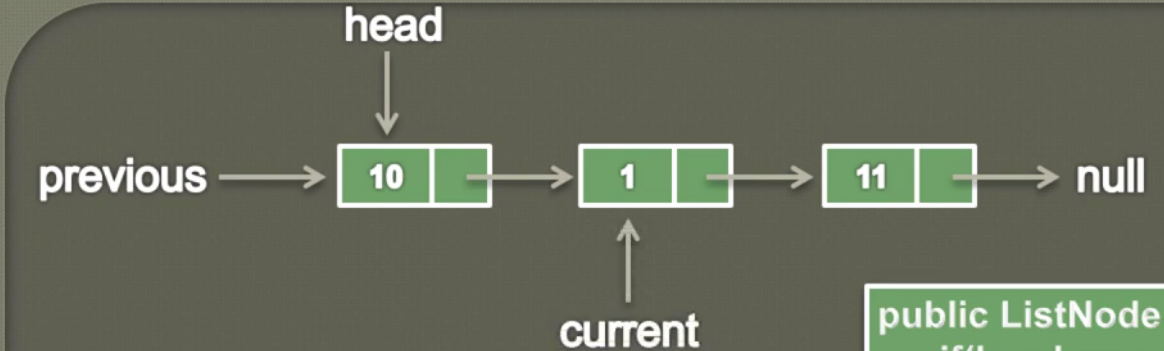 head
previous 10 1 11 null
current
public ListNode